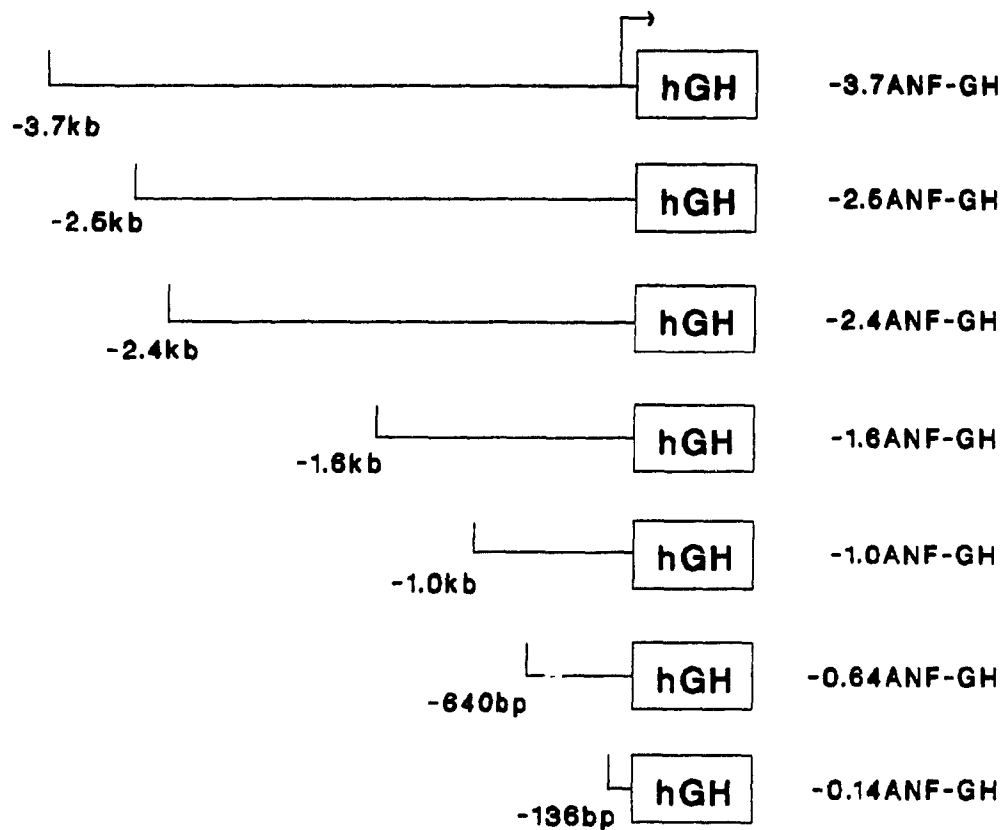 hGH -3.7ANF-GH
-3.7kb
hGH -2.5ANF-GH
-2.5kb
hGH -2.4ANF-GH
-2.4kb
hGH -1.6ANF-GH
-1.6kb
hGH -1.0ANF-GH
-1.0kb
hGH -0.64ANF-GH
-640bp
hGH -0.14ANF-GH
-136bp